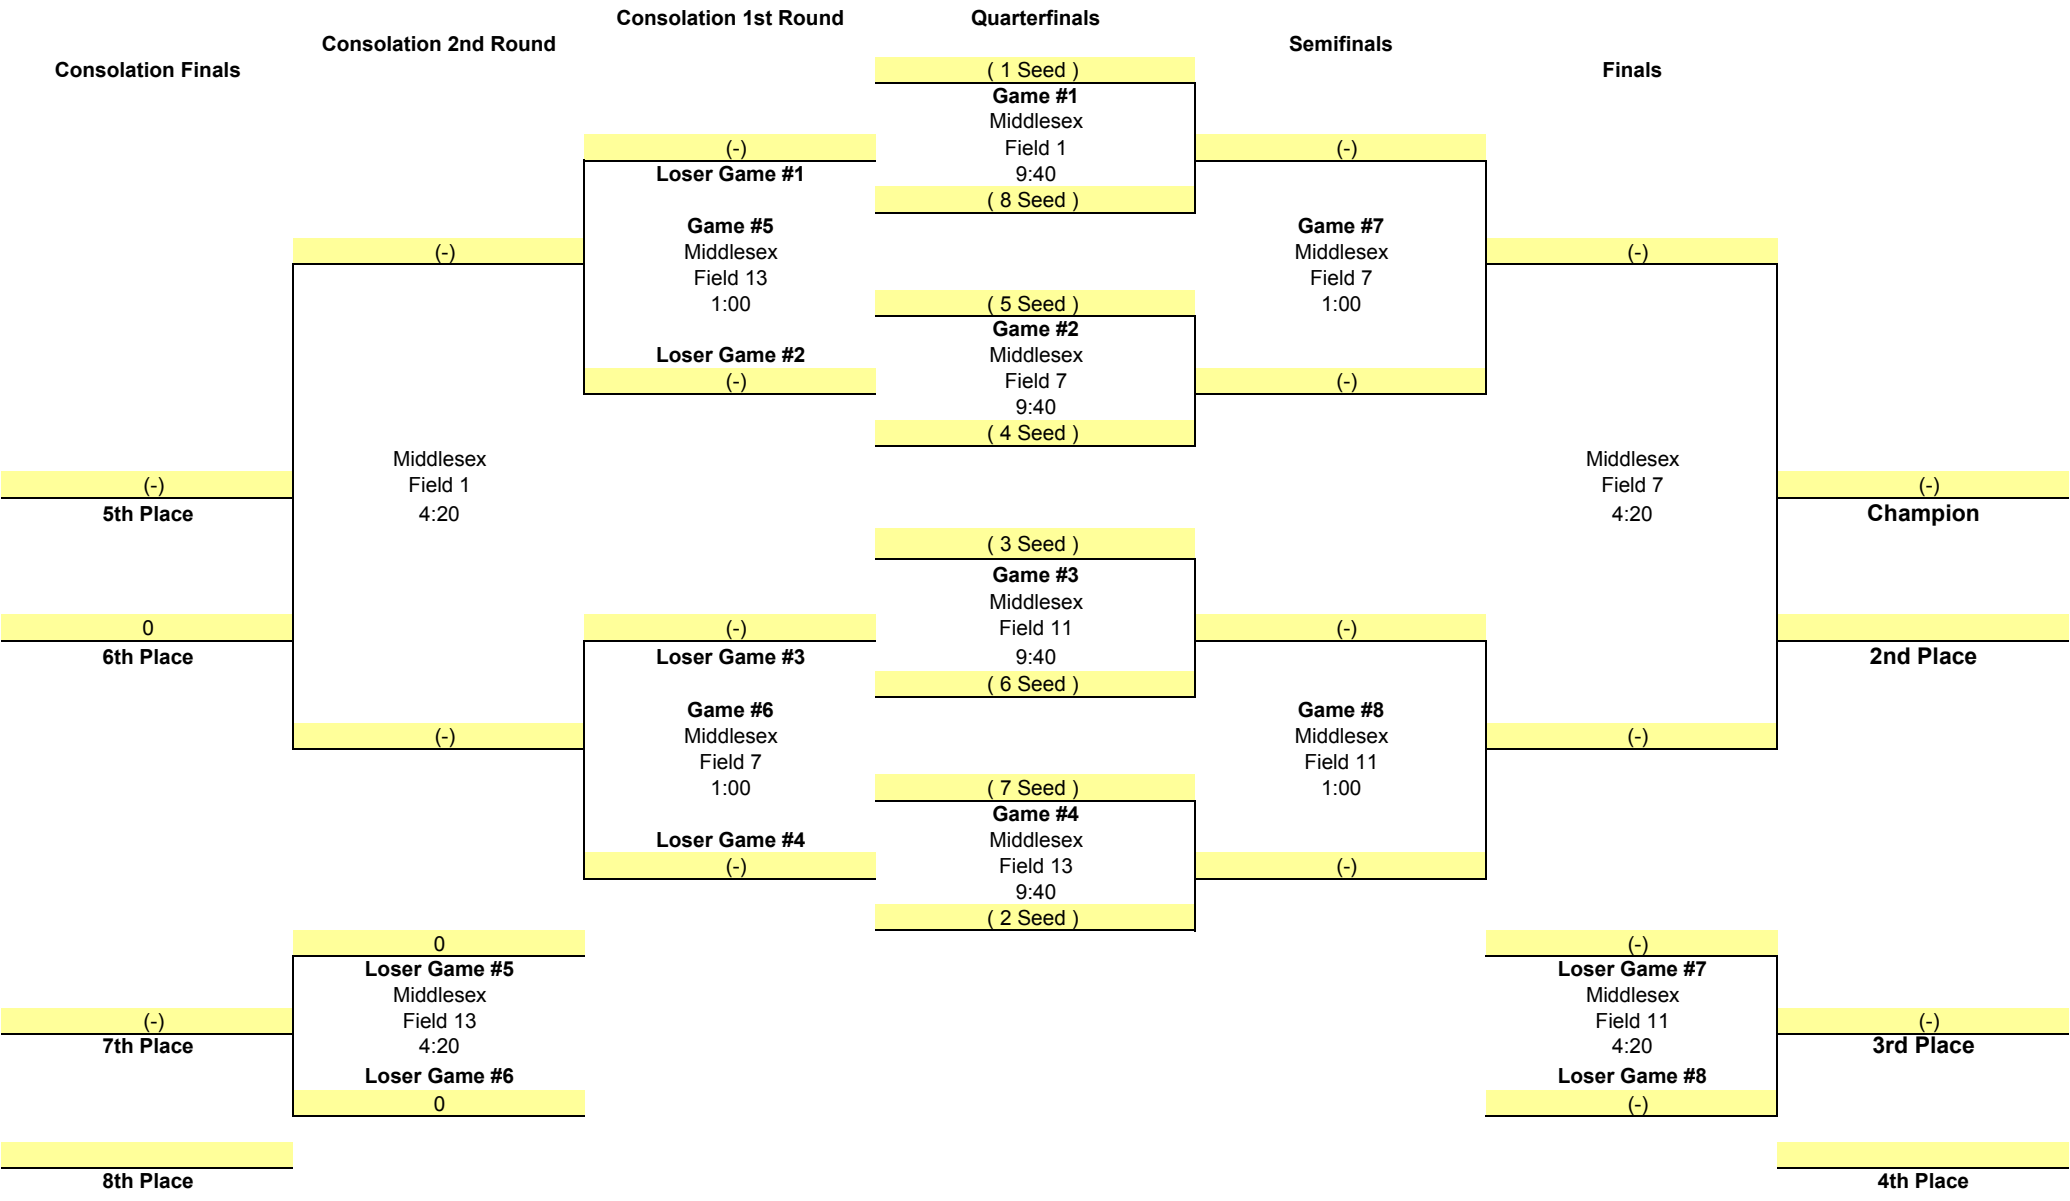 Consolation 1st Round
Quarterfinals
Consolation 2nd Round
Semifinals
Consolation Finals
( 1 Seed )
Finals
Game #1
Middlesex
(-)
Field 1
(-)
Loser Game #1
9:40
( 8 Seed )
Game #5
Game #7
(-)
Middlesex
Middlesex
(-)
Field 13
Field 7
1:00
( 5 Seed )
1:00
Game #2
Loser Game #2
Middlesex
(-)
Field 7
(-)
9:40
( 4 Seed )
Middlesex
Middlesex
(-)
Field 1
Field 7
(-)
5th Place
4:20
4:20
Champion
( 3 Seed )
Game #3
Middlesex
0
(-)
Field 11
(-)
6th Place
Loser Game #3
9:40
2nd Place
( 6 Seed )
Game #6
Game #8
(-)
Middlesex
Middlesex
(-)
Field 7
Field 11
1:00
( 7 Seed )
1:00
Game #4
Loser Game #4
Middlesex
(-)
Field 13
(-)
9:40
( 2 Seed )
0
(-)
Loser Game #5
Loser Game #7
Middlesex
Middlesex
(-)
Field 13
Field 11
(-)
7th Place
4:20
4:20
3rd Place
Loser Game #6
Loser Game #8
0
(-)
8th Place
4th Place